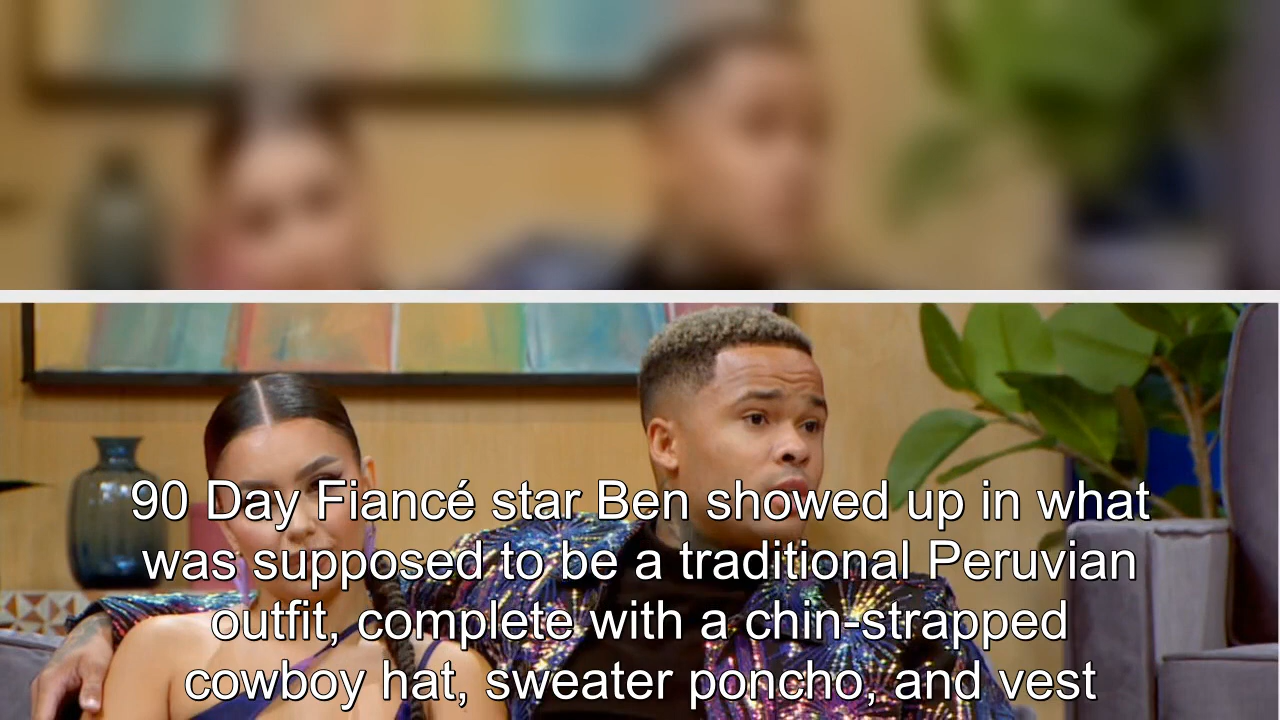 90 Day Fiancé star Ben showed up in what
was supposed to be a traditional Peruvian
outfit, complete with a chin-strapped
cowboy hat, sweater poncho, and vest